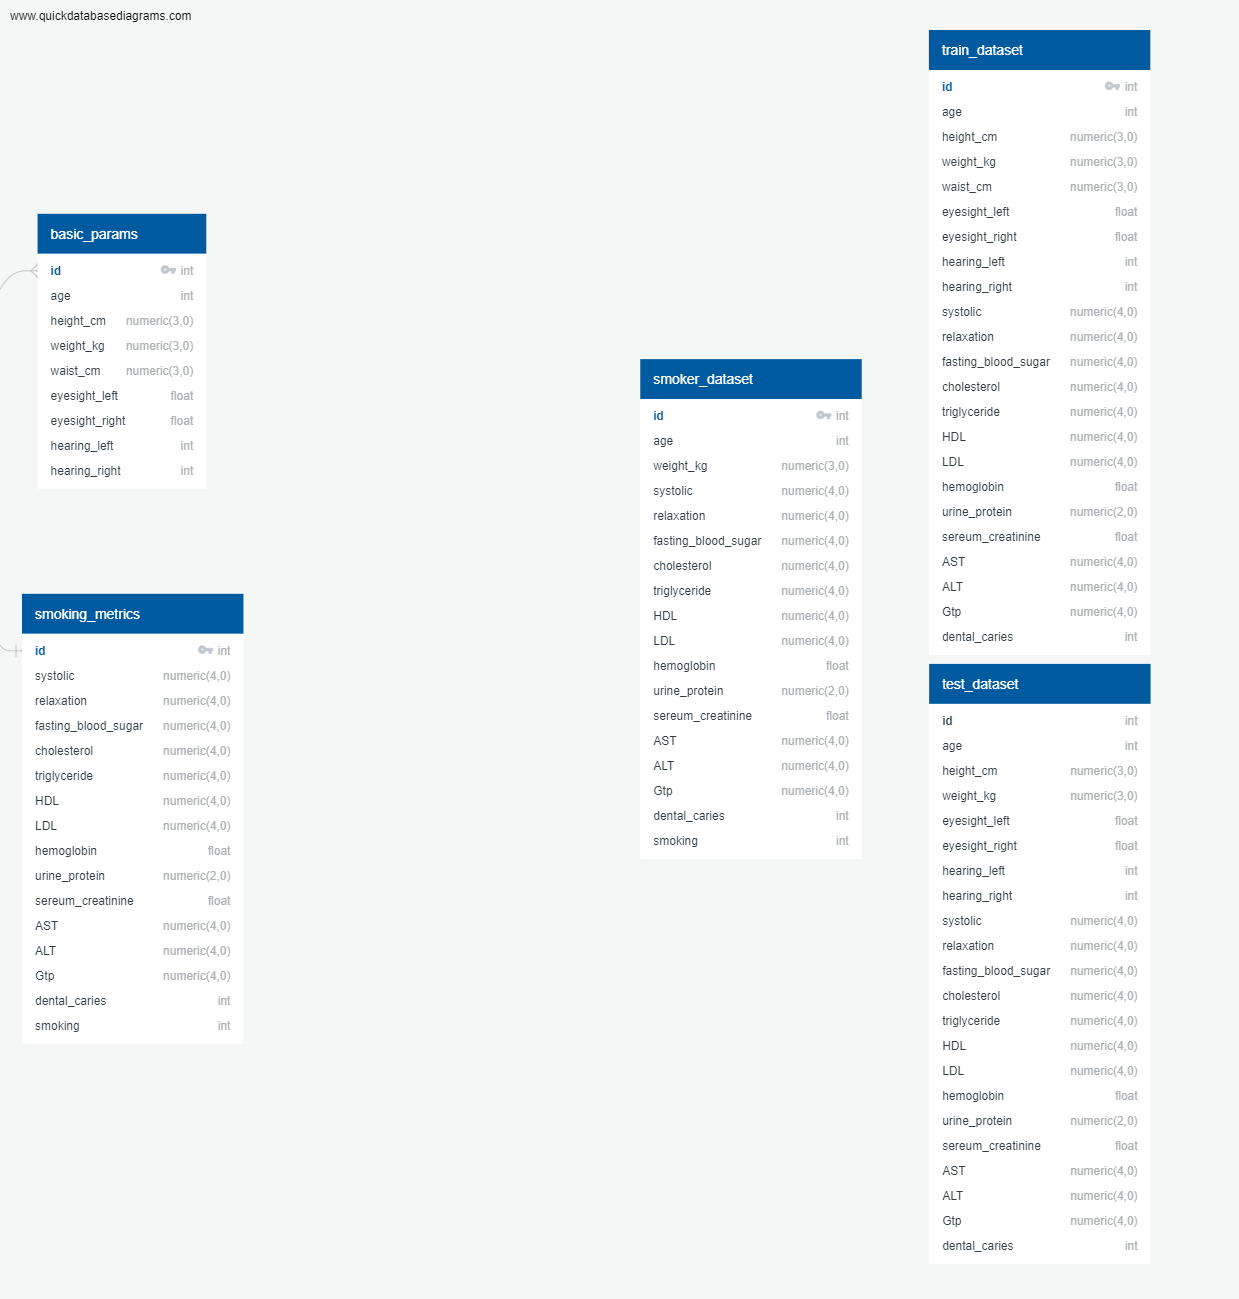 www.quickdatabasediagrams.com
basic_params
id int
age int
height_cm numeric(3,0)
weight_kg numeric(3,0)
waist_cm numeric(3,0)
eyesight_left float
eyesight_right float
hearing_left int
hearing_right int
smoking_metrics
id int
systolic numeric(4,0)
relaxation numeric(4,0)
fasting_blood_sugar numeric(4,0)
cholesterol numeric(4,0)
triglyceride numeric(4,0)
HDL numeric(4,0)
LDL numeric(4,0)
hemoglobin float
urine_protein numeric(2,0)
sereum_creatinine float
AST numeric(4,0)
ALT numeric(4,0)
Gtp numeric(4,0)
dental_caries int
smoking int
smoker_dataset
id int
age int
weight_kg numeric(3,0)
systolic numeric(4,0)
relaxation numeric(4,0)
fasting_blood_sugar numeric(4,0)
cholesterol numeric(4,0)
triglyceride numeric(4,0)
HDL numeric(4,0)
LDL numeric(4,0)
hemoglobin float
urine_protein numeric(2,0)
sereum_creatinine float
AST numeric(4,0)
ALT numeric(4,0)
Gtp numeric(4,0)
dental_caries int
smoking int
train_dataset
id int
age int
height_cm numeric(3,0)
weight_kg numeric(3,0)
waist_cm numeric(3,0)
eyesight_left float
eyesight_right float
hearing_left int
hearing_right int
systolic numeric(4,0)
relaxation numeric(4,0)
fasting_blood_sugar numeric(4,0)
cholesterol numeric(4,0)
triglyceride numeric(4,0)
HDL numeric(4,0)
LDL numeric(4,0)
hemoglobin float
urine_protein numeric(2,0)
sereum_creatinine float
AST numeric(4,0)
ALT numeric(4,0)
Gtp numeric(4,0)
dental_caries int
test_dataset
id int
age int
height_cm numeric(3,0)
weight_kg numeric(3,0)
eyesight_left float
eyesight_right float
hearing_left int
hearing_right int
systolic numeric(4,0)
relaxation numeric(4,0)
fasting_blood_sugar numeric(4,0)
cholesterol numeric(4,0)
triglyceride numeric(4,0)
HDL numeric(4,0)
LDL numeric(4,0)
hemoglobin float
urine_protein numeric(2,0)
sereum_creatinine float
AST numeric(4,0)
ALT numeric(4,0)
Gtp numeric(4,0)
dental_caries int